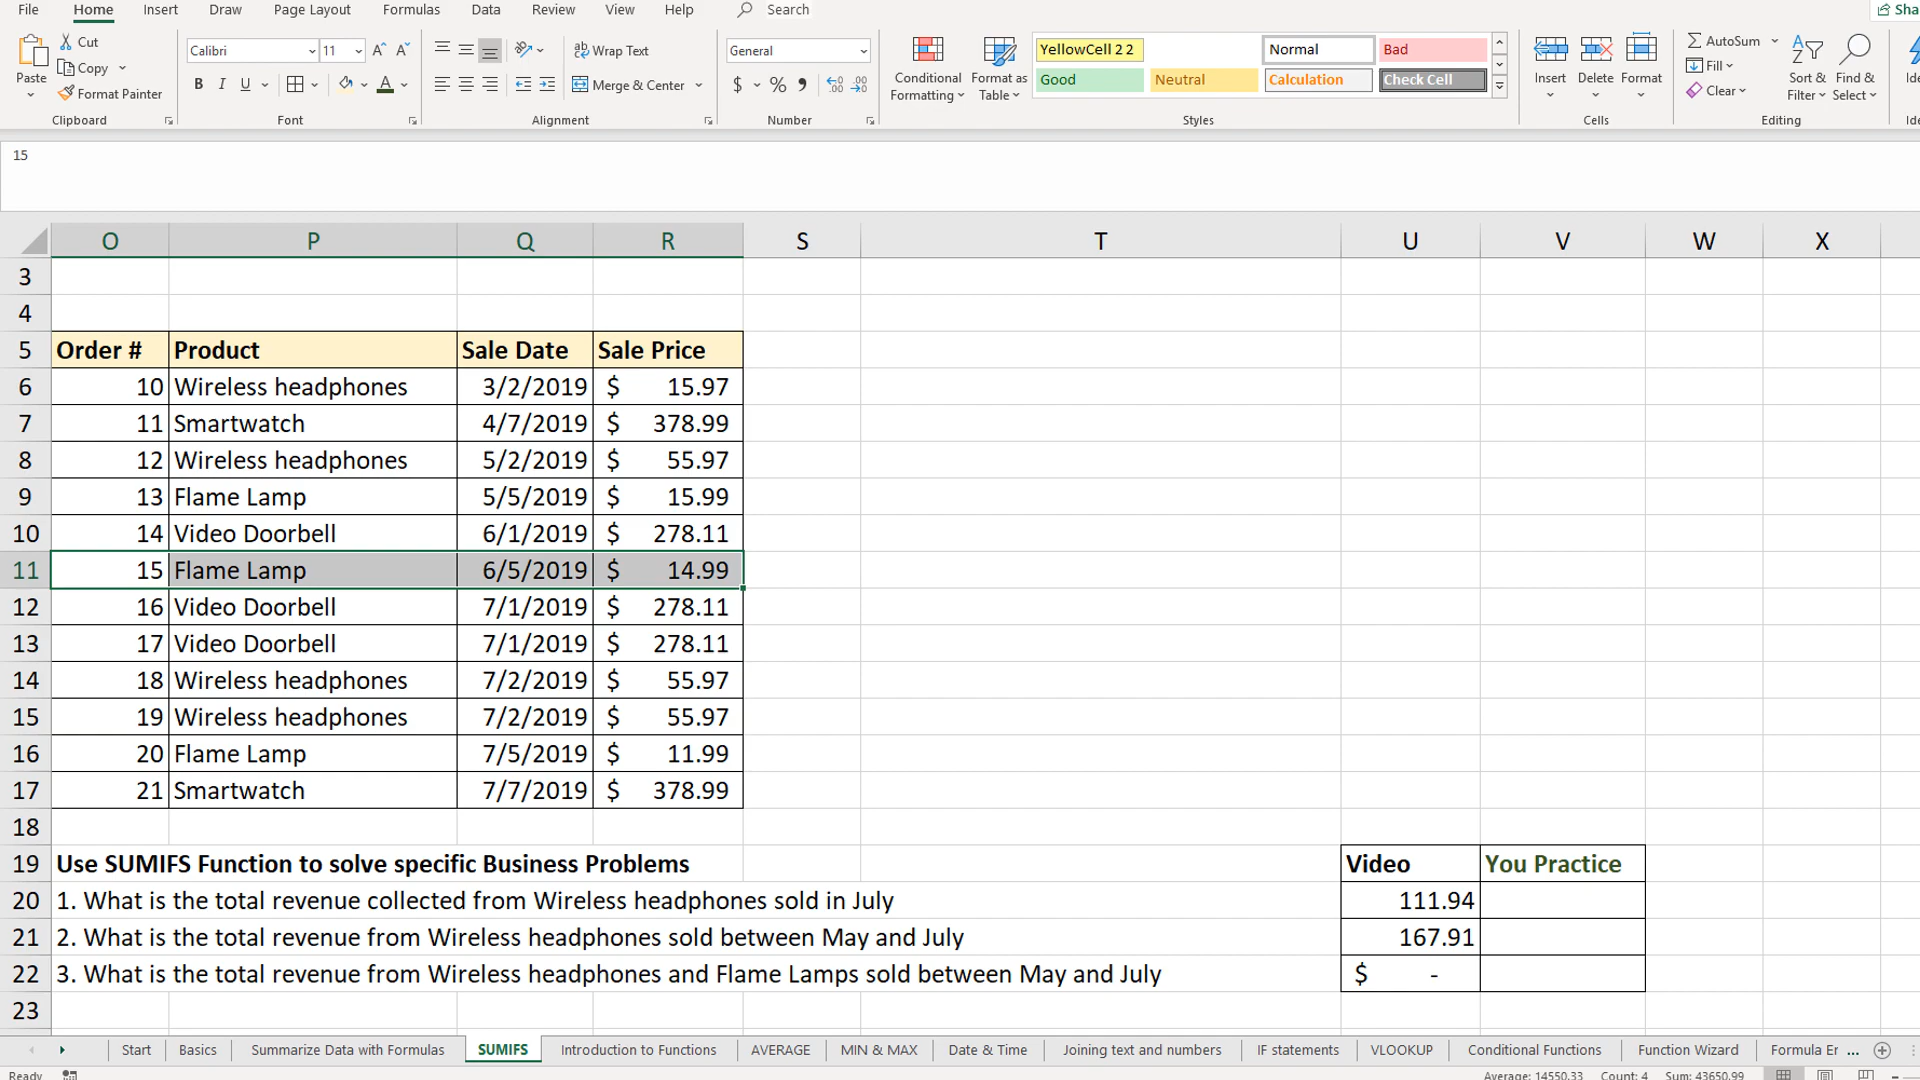 File Home Insert Draw Page Layout Formulas Data Review View Help Search Sha
Paste Cut Copy Format Painter Clipboard
Calibri 11 A^ A˅ B I U A Font
ab Wrap Text Merge & Center Alignment
General $ % , Number
Conditional Formatting Format as Table
YellowCell 2 2 Normal Bad
Good Neutral Calculation Check Cell
Styles
Insert Delete Format Cells
AutoSum Fill Clear Sort & Filter Find & Select Editing
15
O P Q R S T U V W X
3
4
5 Order # Product Sale Date Sale Price
6 10 Wireless headphones 3/2/2019 $ 15.97
7 11 Smartwatch 4/7/2019 $ 378.99
8 12 Wireless headphones 5/2/2019 $ 55.97
9 13 Flame Lamp 5/5/2019 $ 15.99
10 14 Video Doorbell 6/1/2019 $ 278.11
11 15 Flame Lamp 6/5/2019 $ 14.99
12 16 Video Doorbell 7/1/2019 $ 278.11
13 17 Video Doorbell 7/1/2019 $ 278.11
14 18 Wireless headphones 7/2/2019 $ 55.97
15 19 Wireless headphones 7/2/2019 $ 55.97
16 20 Flame Lamp 7/5/2019 $ 11.99
17 21 Smartwatch 7/7/2019 $ 378.99
18
19 Use SUMIFS Function to solve specific Business Problems Video You Practice
20 1. What is the total revenue collected from Wireless headphones sold in July 111.94
21 2. What is the total revenue from Wireless headphones sold between May and July 167.91
22 3. What is the total revenue from Wireless headphones and Flame Lamps sold between May and July $ -
23
Start Basics Summarize Data with Formulas SUMIFS Introduction to Functions AVERAGE MIN & MAX Date & Time Joining text and numbers IF statements VLOOKUP Conditional Functions Function Wizard Formula Er ...
Ready Average: 14550.33 Count: 4 Sum: 43650.99